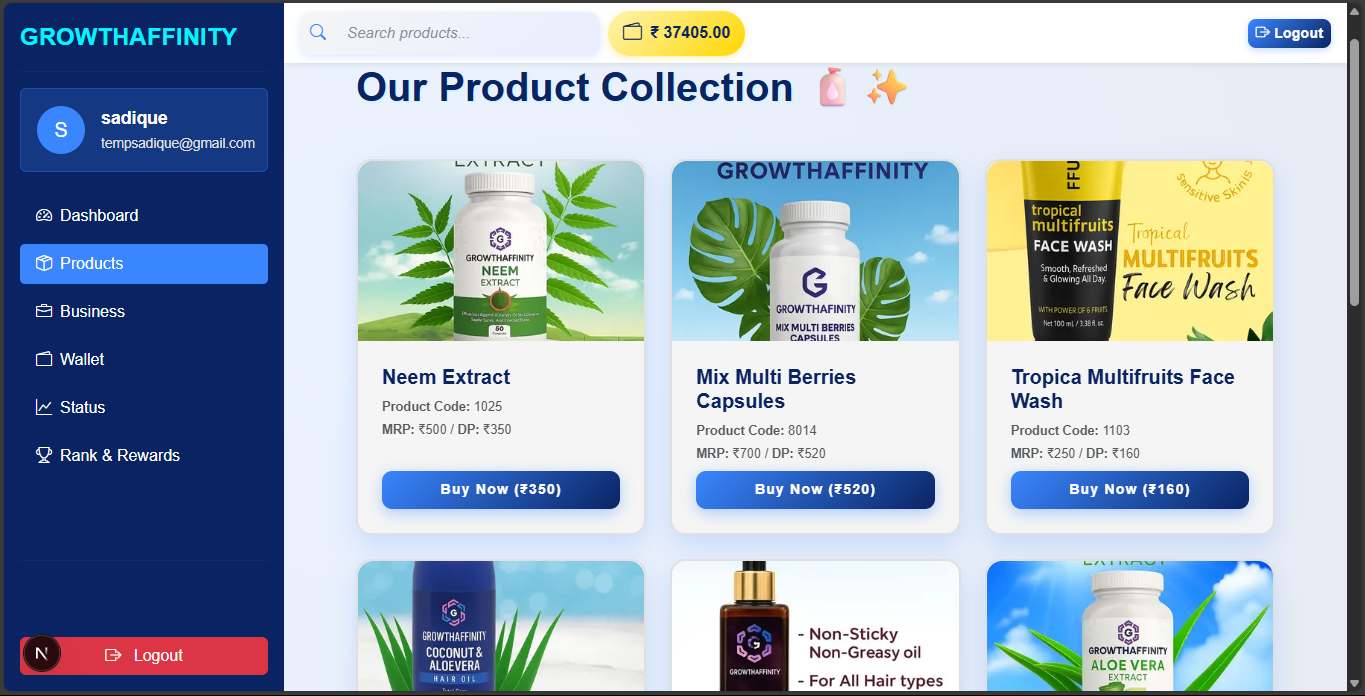 GROWTHAFFINITY
S
sadique
tempsadique@gmail.com
Dashboard
Products
Business
Wallet
Status
Rank & Rewards
N
Logout
Search products...
₹ 37405.00
Logout
Our Product Collection
EXTRACT
G
GROWTHAFFINITY
NEEM
EXTRACT
50
Capsules
Neem Extract
Product Code: 1025
MRP: ₹500 / DP: ₹350
Buy Now (₹350)
GROWTHAFFINITY
G
GROWTHAFINITY
MIX MULTI BERRIES
CAPSULES
Mix Multi Berries
Capsules
Product Code: 8014
MRP: ₹700 / DP: ₹520
Buy Now (₹520)
FFU
tropical
multifruits
FACE WASH
Smooth, Refreshed
& Glowing All Day.
WITH POWER OF 6 FRUITS
Net 100 mL / 3.38 fl. oz.
Sensitive Skin
Tropical
MULTIFRUITS
Face Wash
Tropica Multifruits Face
Wash
Product Code: 1103
MRP: ₹250 / DP: ₹160
Buy Now (₹160)
G
GROWTHAFFINITY
COCONUT &
ALOEVERA
HAIR OIL
G
GROWTHAFFINITY
- Non-Sticky
Non-Greasy oil
- For All Hair types
EXTRACT
G
GROWTHAFFINITY
ALOE VERA
EXTRACT